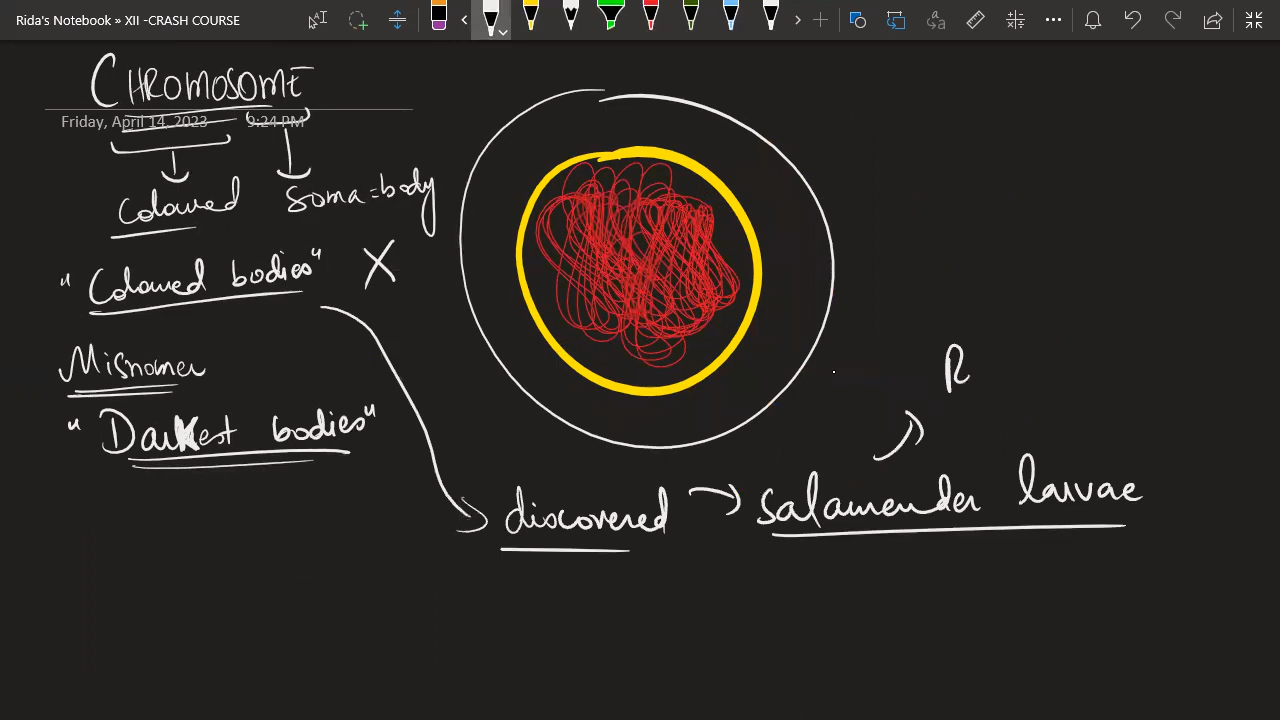 Rida's Notebook » XII -CRASH COURSE
CHROMOSOME
Friday, April 14, 2023 9:24 PM
Coloured Soma=body
"Coloured bodies" X
Misnomer
"Darkest bodies"
R
discovered → salamender larvae